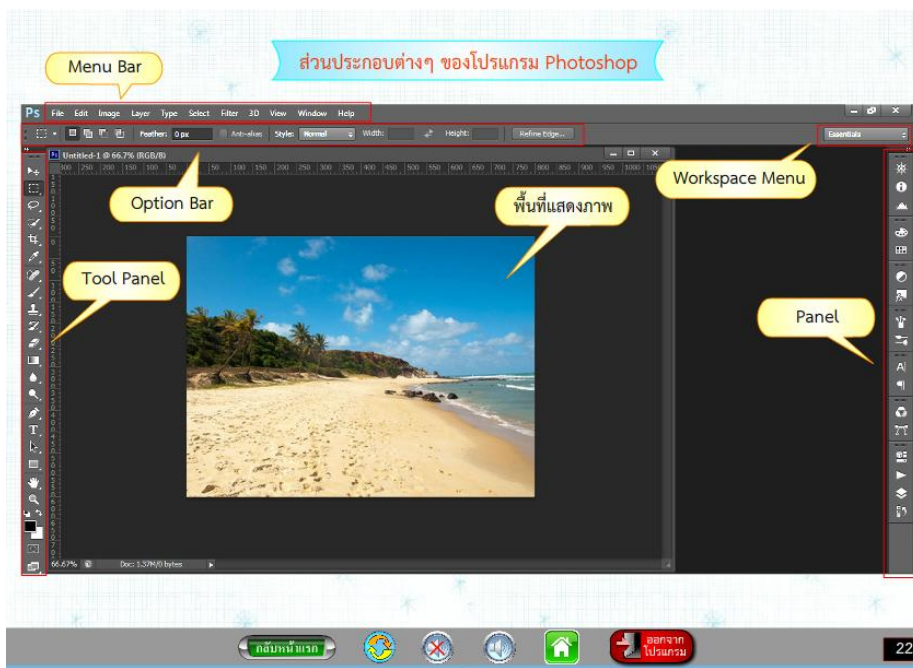 ส่วนประกอบต่างๆ ของโปรแกรม Photoshop
Menu Bar
Ps File Edit Image Layer Type Select Filter 3D View Window Help
Feather: 0 px Anti-alias Style: Normal Width: Height: Refine Edge... Essentials
Untitled-1 @ 66.7% (RGB/8)
Option Bar
Workspace Menu
พื้นที่แสดงภาพ
Tool Panel
Panel
66.67% Doc: 1.37M/0 bytes
กลับหน้าแรก
ออกจาก
โปรแกรม
22